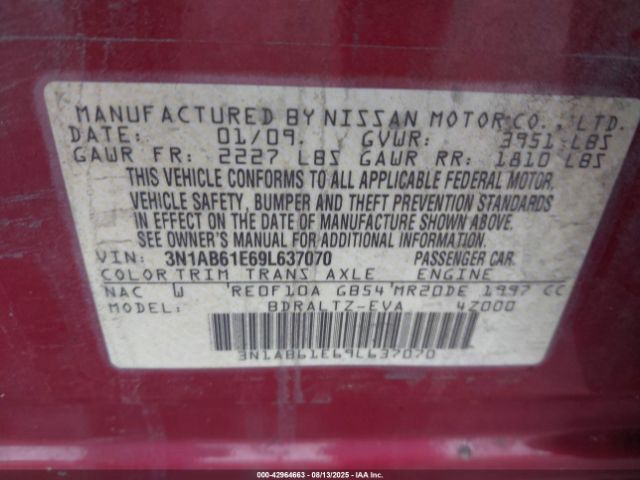 MANUFACTURED BY NISSAN MOTOR CO., LTD.
DATE: 01/09. GVWR: 3951 LBS
GAWR FR: 2227 LBS GAWR RR: 1810 LBS
THIS VEHICLE CONFORMS TO ALL APPLICABLE FEDERAL MOTOR.
VEHICLE SAFETY, BUMPER AND THEFT PREVENTION STANDARDS
IN EFFECT ON THE DATE OF MANUFACTURE SHOWN ABOVE.
SEE OWNER'S MANUAL FOR ADDITIONAL INFORMATION.
VIN: 3N1AB61E69L637070 PASSENGER CAR.
COLOR TRIM TRANS AXLE ENGINE
NAC W RE0F10A GB54 MR20DE 1997 CC
MODEL: BDRALTZ-EVA 4Z000
3N1AB61E69L637070
000-42964663 - 08/13/2025 - IAA Inc.